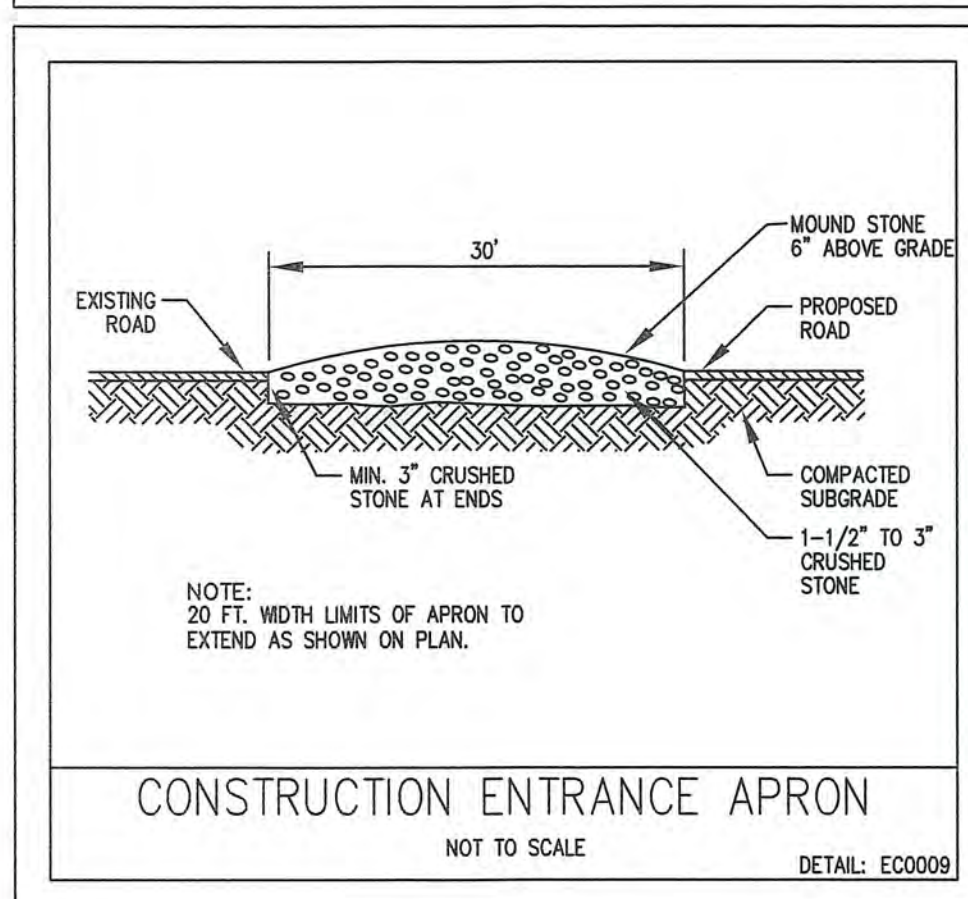 30'
MOUND STONE
6" ABOVE GRADE
EXISTING
ROAD
PROPOSED
ROAD
MIN. 3" CRUSHED
STONE AT ENDS
COMPACTED
SUBGRADE
1-1/2" TO 3"
CRUSHED
STONE
NOTE:
20 FT. WIDTH LIMITS OF APRON TO
EXTEND AS SHOWN ON PLAN.
CONSTRUCTION ENTRANCE APRON
NOT TO SCALE
DETAIL: EC0009